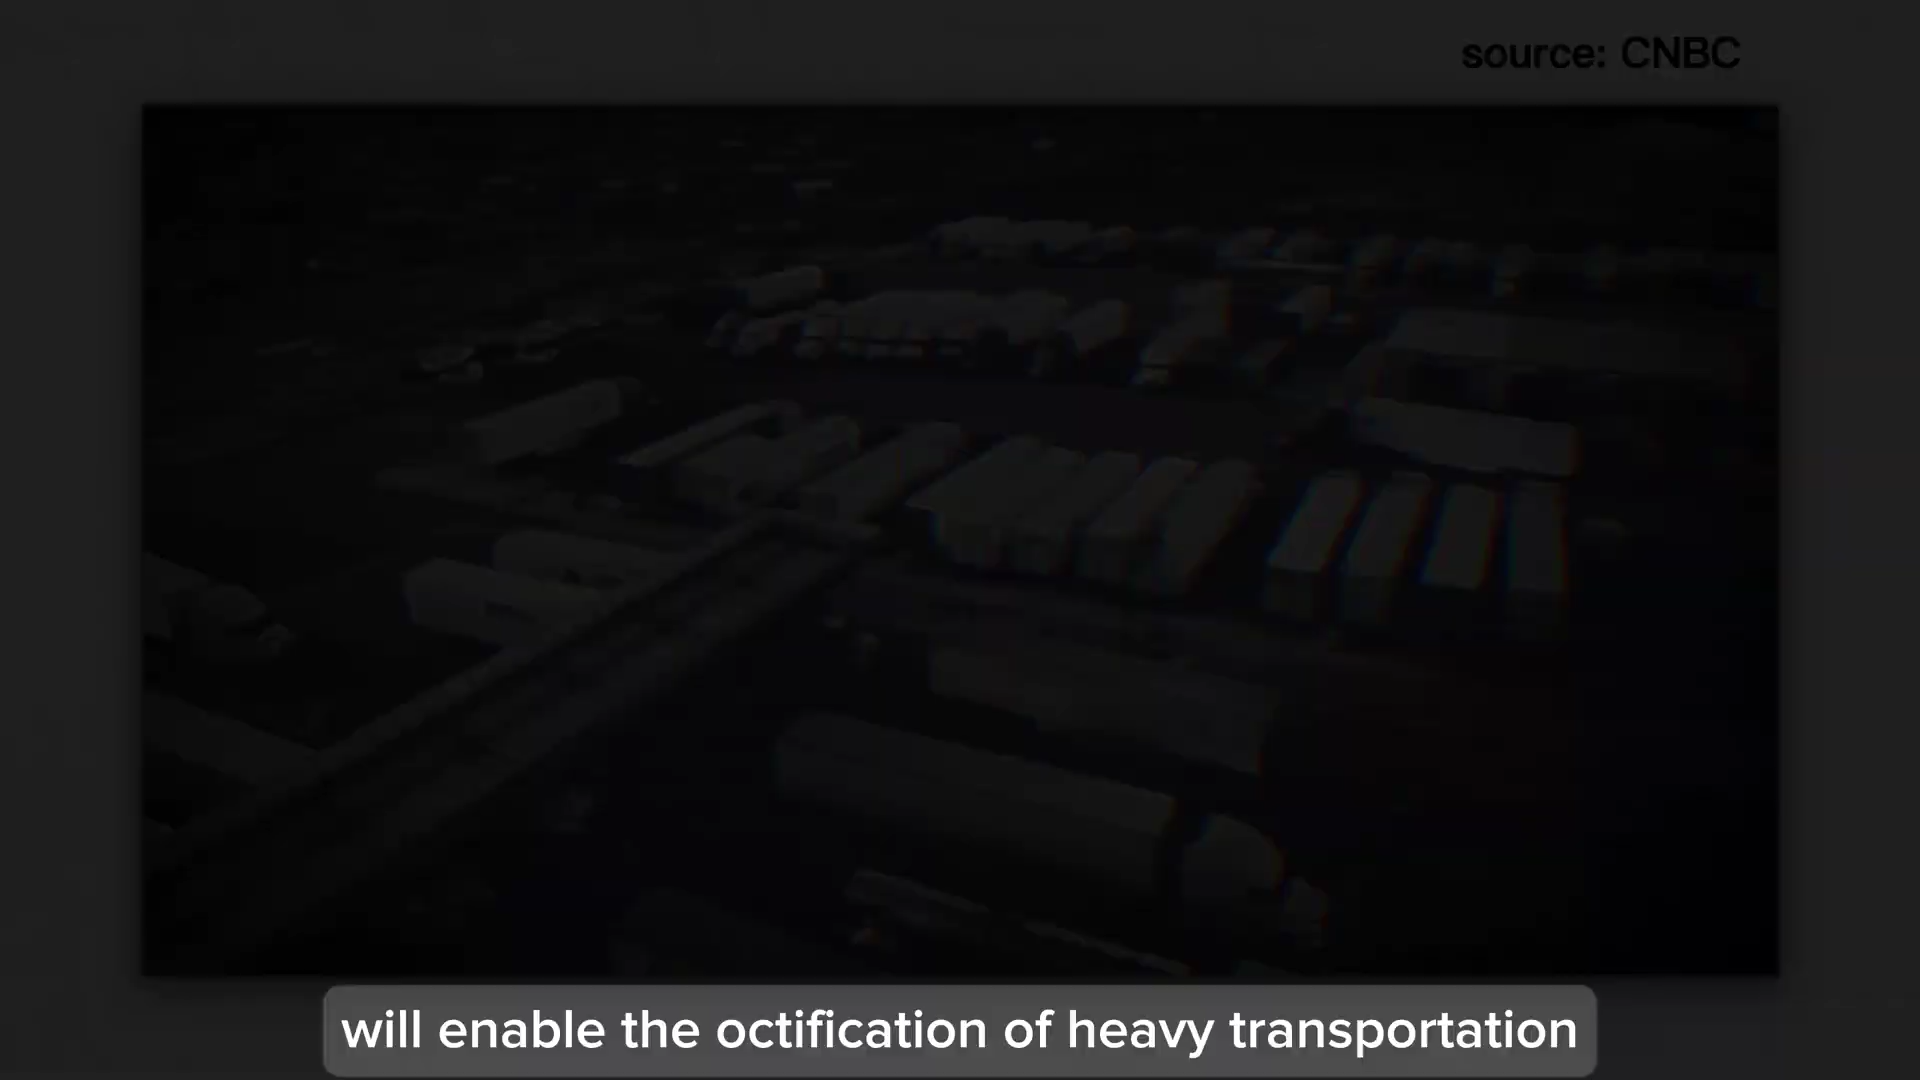 source: CNBC
will enable the octification of heavy transportation